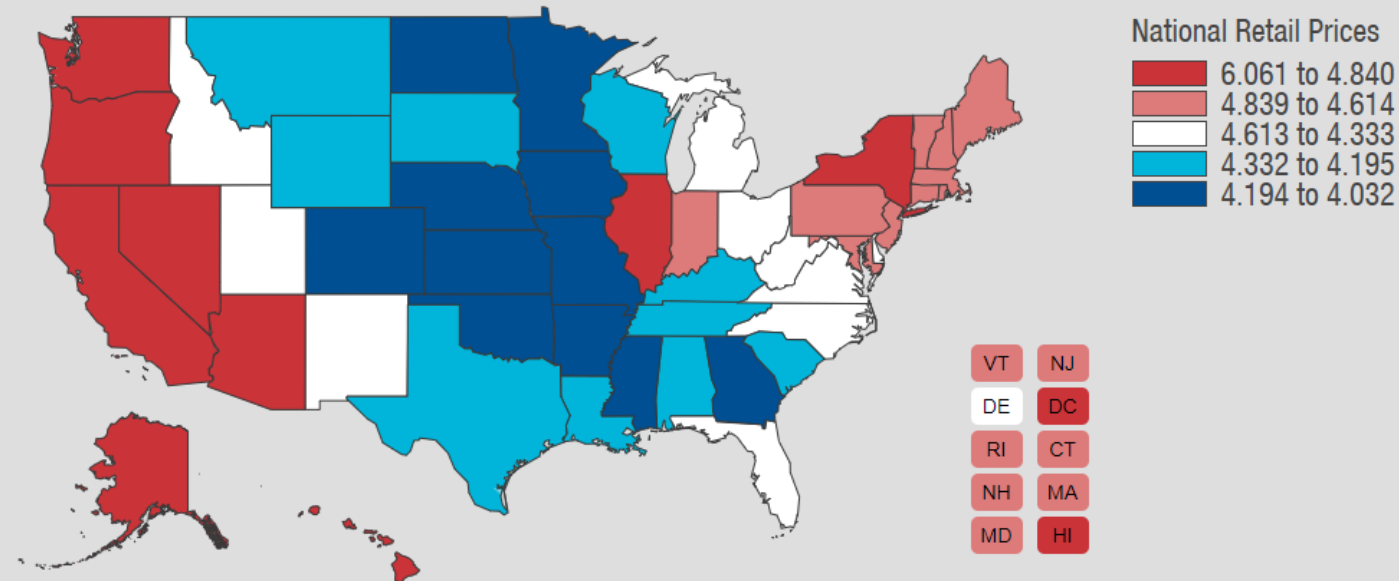 National Retail Prices
6.061 to 4.840
4.839 to 4.614
4.613 to 4.333
4.332 to 4.195
4.194 to 4.032
VT NJ
DE DC
RI CT
NH MA
MD HI